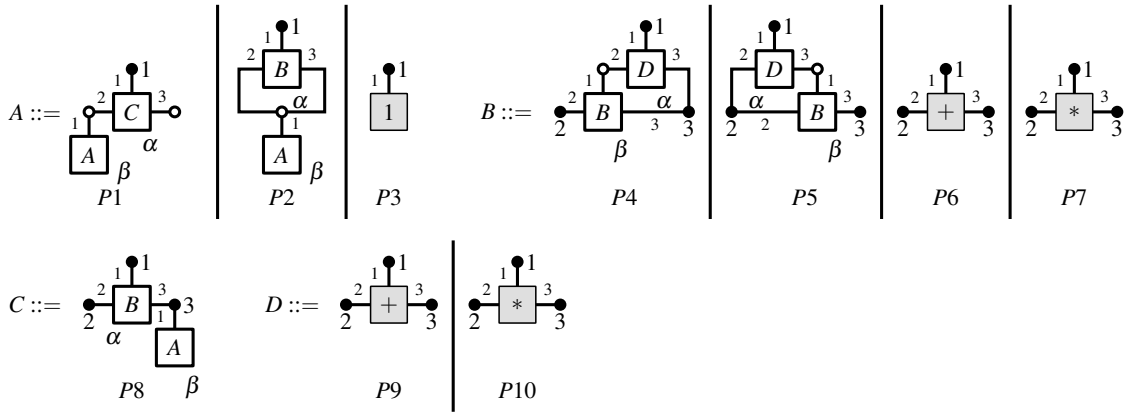 A ::= 1 1 2 C 3 1 A α β P1
1 1 2 B 3 α 1 A β P2
1 1 1 P3
B ::= 1 1 2 D 3 1 2 B α 2 3 3 β P4
1 1 2 D 3 1 α B 3 2 2 3 β P5
1 1 2 + 3 2 3 P6
1 1 2 * 3 2 3 P7
C ::= 1 1 2 B 3 2 α 1 3 A β P8
D ::= 1 1 2 + 3 2 3 P9
1 1 2 * 3 2 3 P10